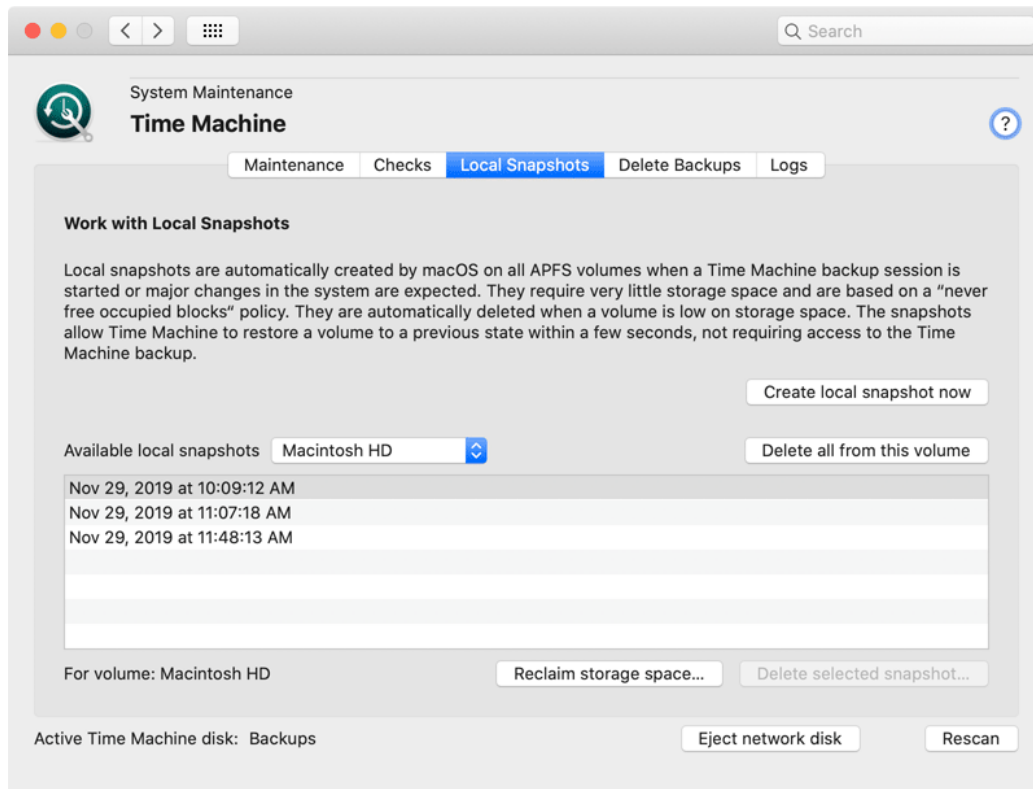 Search
System Maintenance
Time Machine
?
Maintenance Checks Local Snapshots Delete Backups Logs
Work with Local Snapshots
Local snapshots are automatically created by macOS on all APFS volumes when a Time Machine backup session is
started or major changes in the system are expected. They require very little storage space and are based on a “never
free occupied blocks“ policy. They are automatically deleted when a volume is low on storage space. The snapshots
allow Time Machine to restore a volume to a previous state within a few seconds, not requiring access to the Time
Machine backup.
Create local snapshot now
Available local snapshots Macintosh HD Delete all from this volume
Nov 29, 2019 at 10:09:12 AM
Nov 29, 2019 at 11:07:18 AM
Nov 29, 2019 at 11:48:13 AM
For volume: Macintosh HD Reclaim storage space... Delete selected snapshot...
Active Time Machine disk: Backups Eject network disk Rescan